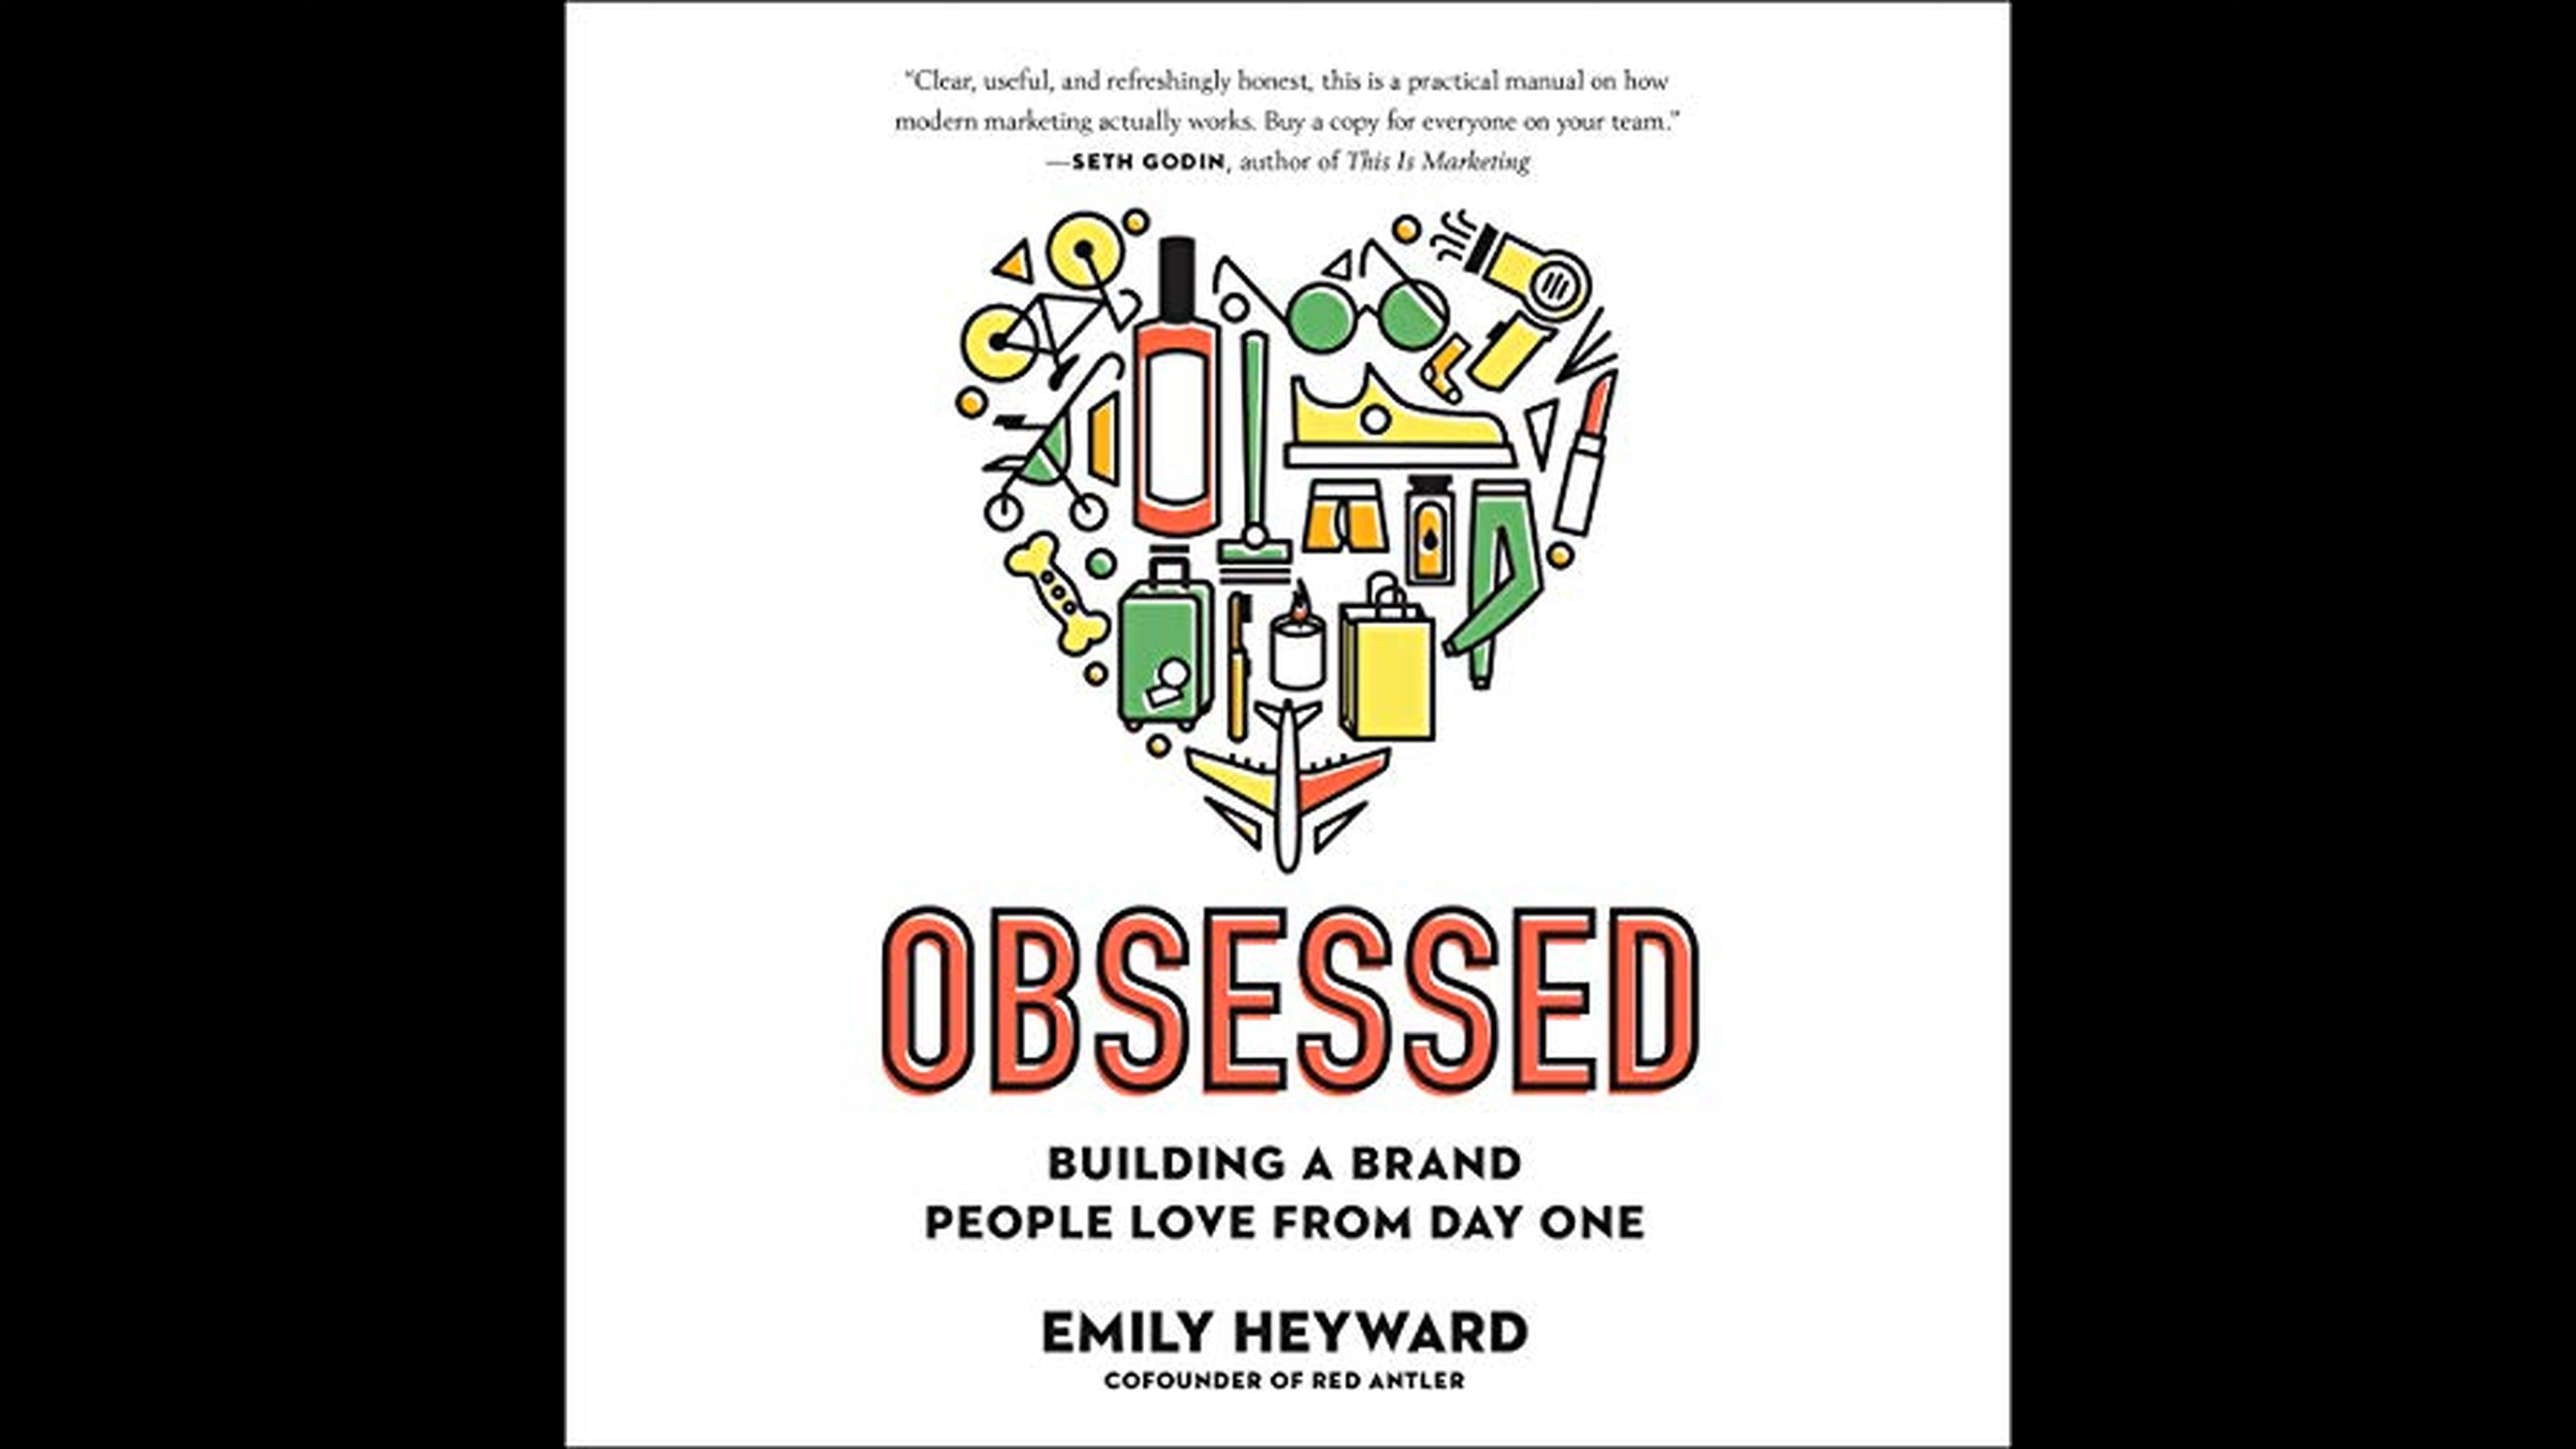 “Clear, useful, and refreshingly honest, this is a practical manual on how
modern marketing actually works. Buy a copy for everyone on your team.”
—SETH GODIN, author of This Is Marketing
OBSESSED
BUILDING A BRAND
PEOPLE LOVE FROM DAY ONE
EMILY HEYWARD
COFOUNDER OF RED ANTLER